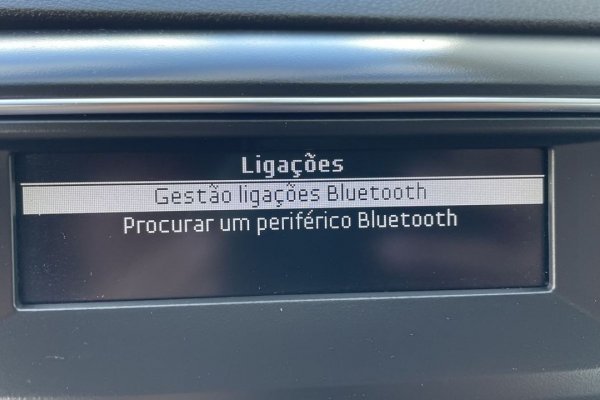 Ligações
Gestão ligações Bluetooth
Procurar um periférico Bluetooth